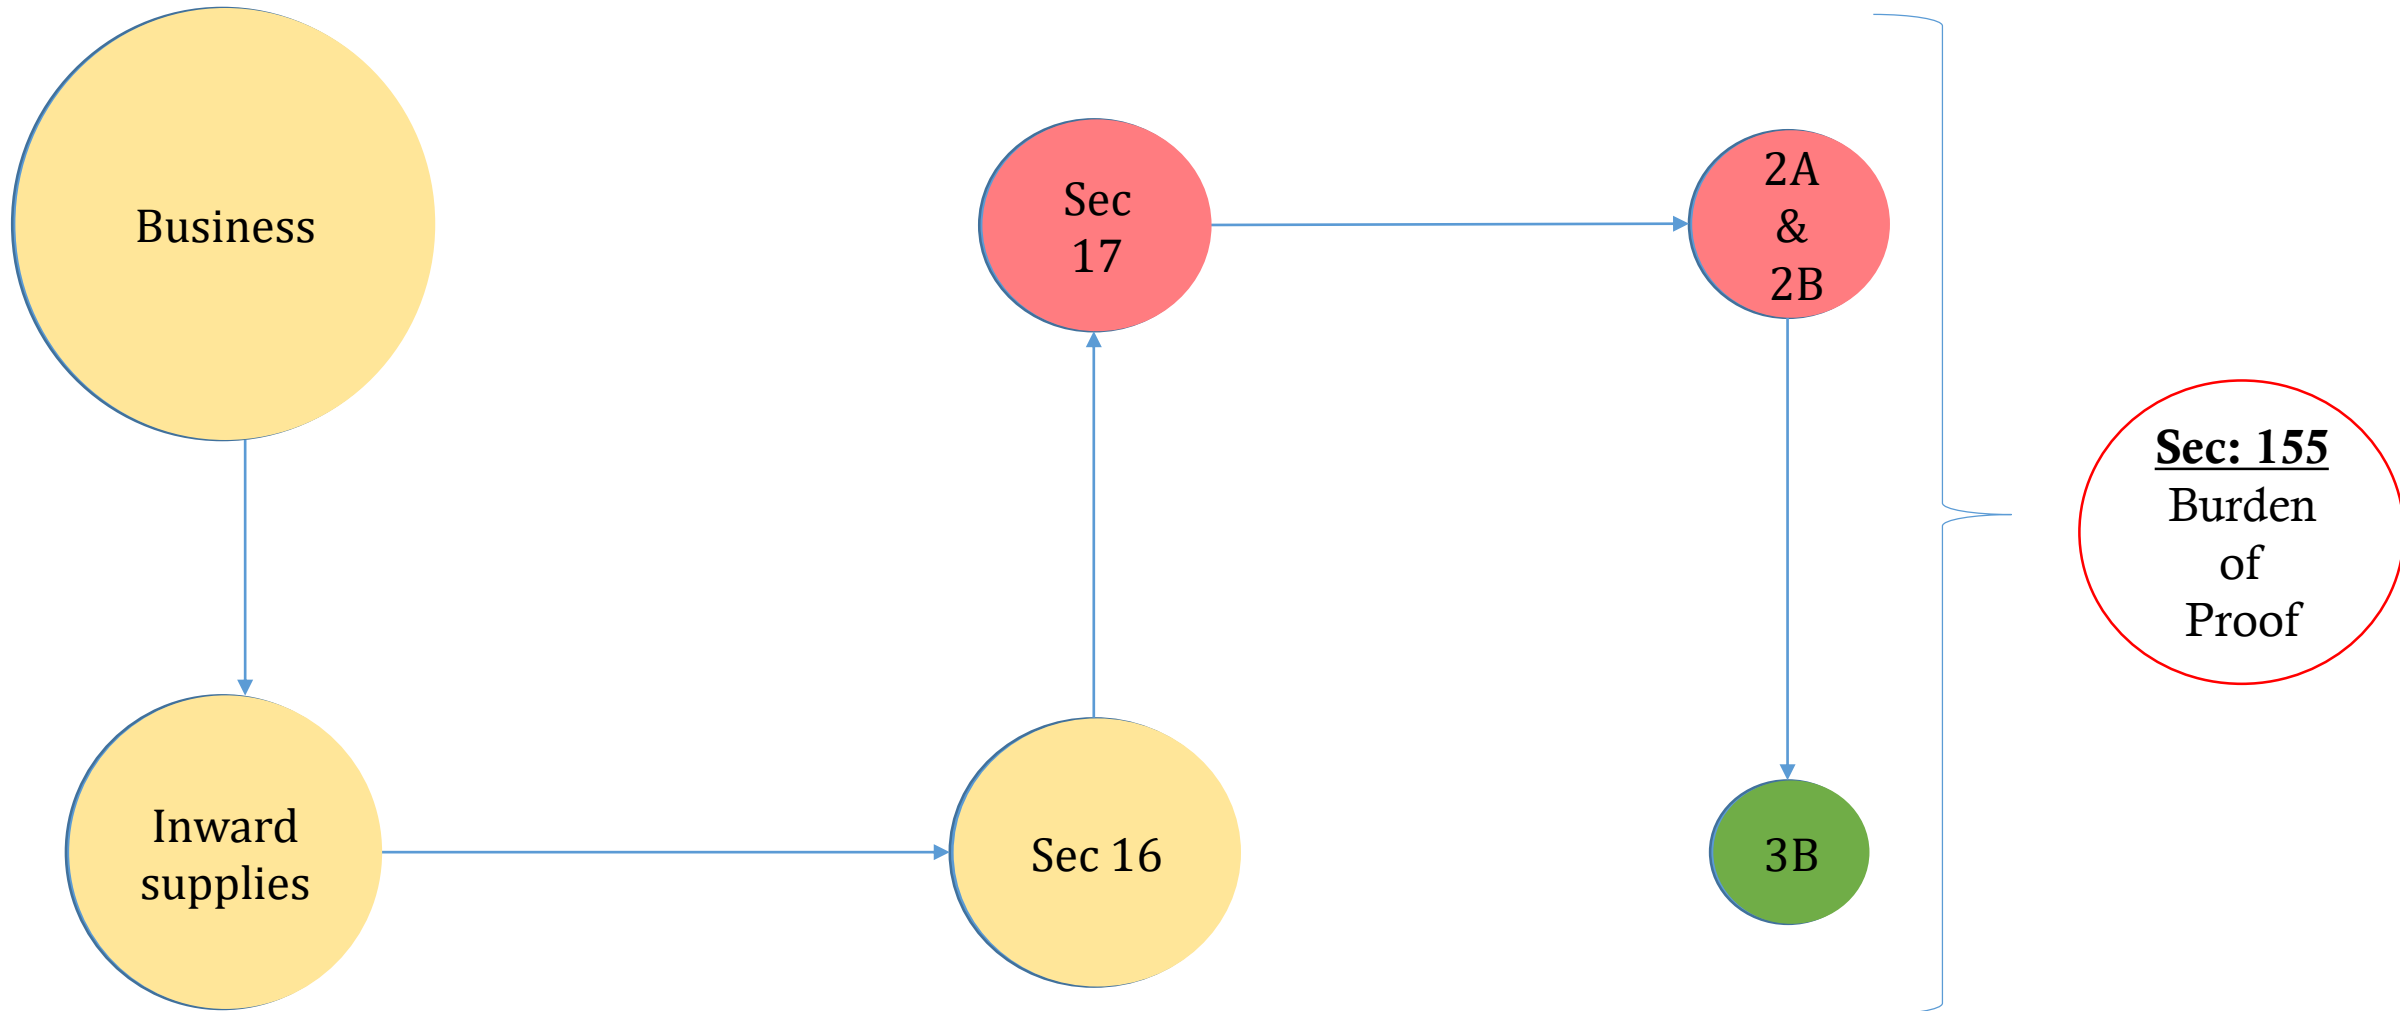 Business
Inward
supplies
Sec 16
Sec
17
2A
&
2B
3B
Sec: 155
Burden
of
Proof